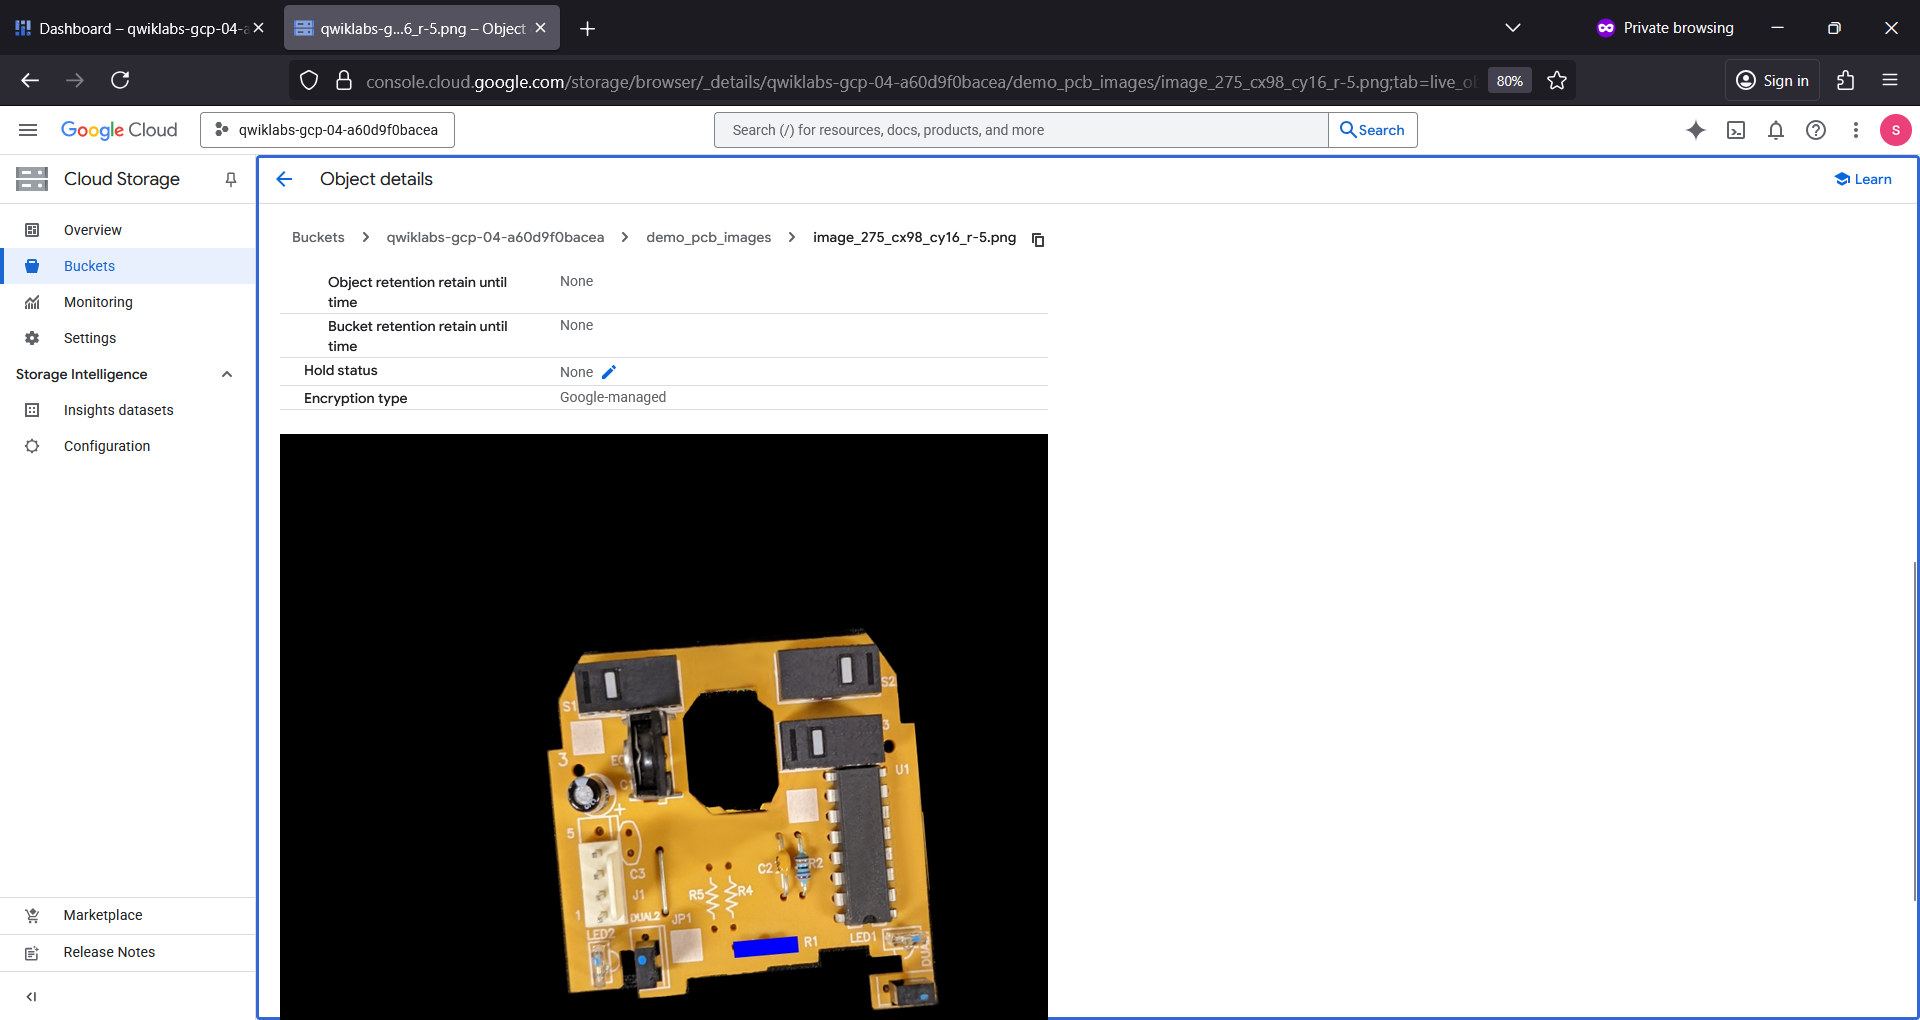 Dashboard – qwiklabs-gcp-04-a
qwiklabs-g...6_r-5.png – Object
Private browsing
console.cloud.google.com/storage/browser/_details/qwiklabs-gcp-04-a60d9f0bacea/demo_pcb_images/image_275_cx98_cy16_r-5.png;tab=live_o
80%
Sign in
Google Cloud
qwiklabs-gcp-04-a60d9f0bacea
Search (/) for resources, docs, products, and more
Search
S
Cloud Storage
Object details
Learn
Overview
Buckets
Monitoring
Settings
Storage Intelligence
Insights datasets
Configuration
Marketplace
Release Notes
Buckets
qwiklabs-gcp-04-a60d9f0bacea
demo_pcb_images
image_275_cx98_cy16_r-5.png
Object retention retain until
time
None
Bucket retention retain until
time
None
Hold status
None
Encryption type
Google-managed
S1
S2
3
3
U1
5
C2
R2
C3
J1
R5
R4
1
DUAL2
JP1
LED2
R1
LED1